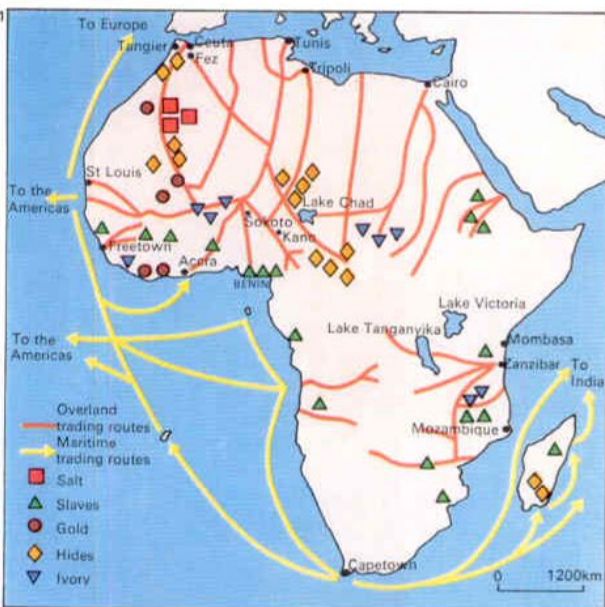 1
To Europe
Tangier
Ceuta
Fez
Tunis
Tripoli
Cairo
St Louis
To the
Americas
Lake Chad
Sokoto
Kano
Freetown
Accra
BENIN
Lake Victoria
Lake Tanganyika
Mombasa
Zanzibar
To the
Americas
To
India
Mozambique
Overland
trading routes
Maritime
trading routes
Salt
Slaves
Gold
Hides
Ivory
Capetown
0 1200km